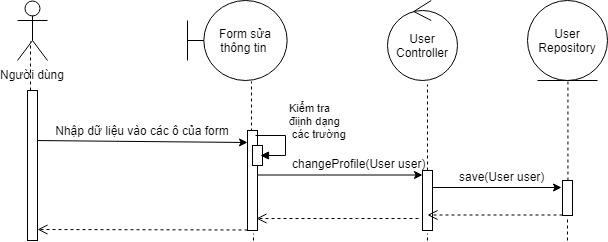 Người dùng
Form sửa
thông tin
User
Controller
User
Repository
Nhập dữ liệu vào các ô của form
Kiểm tra
điịnh dạng
các trường
changeProfile(User user)
save(User user)